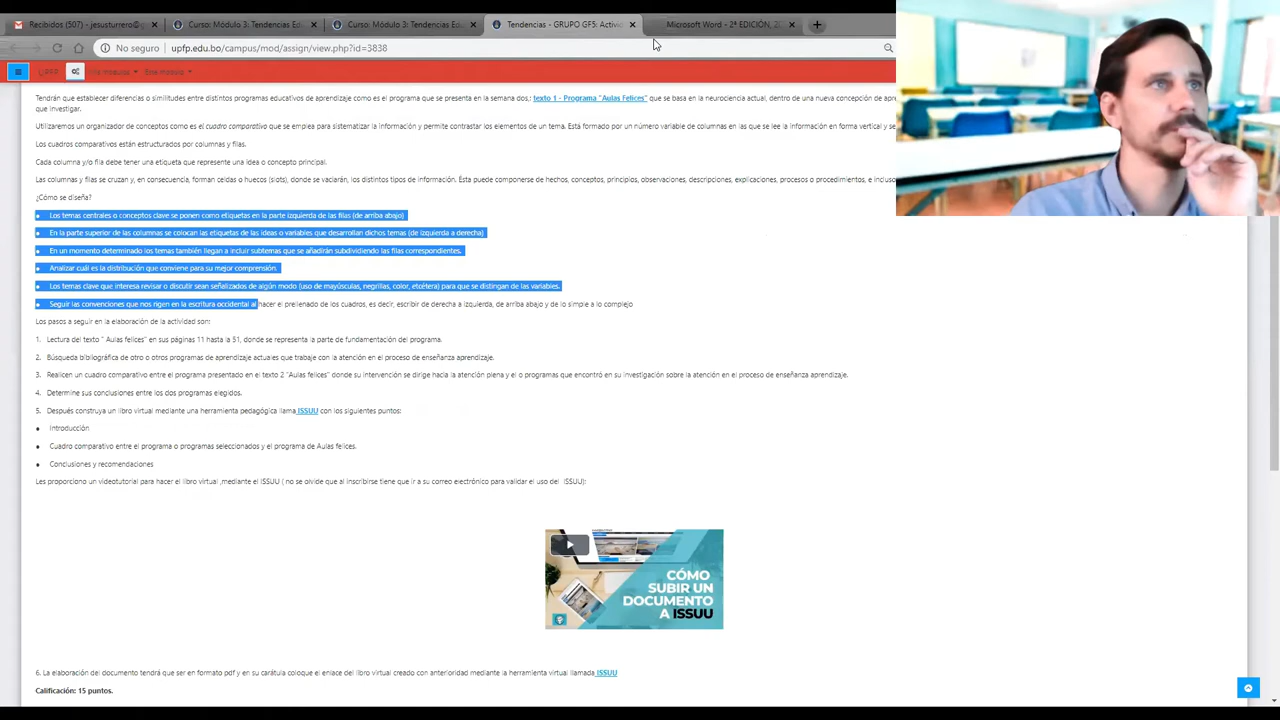 Recibidos (507) - jesusturrero@g
Curso: Módulo 3: Tendencias Ed
Curso: Módulo 3: Tendencias Edu
Tendencias - GRUPO GF5: Activid
Microsoft Word - 2ª EDICIÓN, 20
No seguro | upfp.edu.bo/campus/mod/assign/view.php?id=3838
Tendrán que establecer diferencias o similitudes entre distintos programas educativos de aprendizaje como el programa que se presenta en la semana dos.: texto 1 - Programa "Aulas Felices" que se basa en la neurociencia actual, dentro de una nueva concepción de
que investigar.
Utilizaremos un organizador de conceptos como es el cuadro comparativo que se emplea para sistematizar la información y permite contrastar los elementos de un tema. Está formado por un número variable de columnas en las que se lee la información en forma vertical y se
Los cuadros comparativos están estructurados por columnas y filas.
Cada columna y/o fila debe tener una etiqueta que represente una idea o concepto principal.
Las columnas y filas se cruzan y, en consecuencia, forman celdas o huecos (slots), donde se vaciarán, los distintos tipos de información. Ésta puede componerse de hechos, conceptos, principios, observaciones, descripciones, explicaciones, procesos o procedimientos, e incluso
¿Cómo se diseña?
• Los temas centrales o conceptos clave se ponen como etiquetas en la parte izquierda de las filas (de arriba abajo)
• En la parte superior de las columnas se colocan las etiquetas de las ideas o variables que desarrollan dichos temas (de izquierda a derecha)
• En un momento determinado los temas también llegan a incluir subtemas que se añadirán subdividiendo las filas correspondientes.
• Analizar cuál es la distribución que conviene para su mejor comprensión.
• Los temas clave que interesa revisar o discutir sean señalizados de algún modo (uso de mayúsculas, negrillas, color, etcétera) para que se distingan de las variables.
• Seguir las convenciones que nos rigen en la escritura occidental al hacer el prellenado de los cuadros, es decir, escribir de derecha a izquierda, de arriba abajo y de lo simple a lo complejo
Los pasos a seguir en la elaboración de la actividad son:
1. Lectura del texto " Aulas felices" en sus páginas 11 hasta la 51, donde se representa la parte de fundamentación del programa.
2. Búsqueda bibliográfica de otro o otros programas de aprendizaje actuales que trabaje con la atención en el proceso de enseñanza aprendizaje.
3. Realicen un cuadro comparativo entre el programa presentado en el texto 2 "Aulas felices" donde su intervención se dirige hacia la atención plena y el o programas que encontró en su investigación sobre la atención en el proceso de enseñanza aprendizaje.
4. Determine sus conclusiones entre los dos programas elegidos.
5. Después construya un libro virtual mediante una herramienta pedagógica llama ISSUU con los siguientes puntos:
• Introducción
• Cuadro comparativo entre el programa o programas seleccionados y el programa de Aulas felices.
• Conclusiones y recomendaciones
Les proporciono un videotutorial para hacer el libro virtual ,mediante el ISSUU ( no se olvide que al inscribirse tiene que ir a su correo electrónico para validar el uso del ISSUU):
CÓMO
SUBIR UN
DOCUMENTO
A ISSUU
6. La elaboración del documento tendrá que ser en formato pdf y en su carátula coloque el enlace del libro virtual creado con anterioridad mediante la herramienta virtual llamada ISSUU
Calificación: 15 puntos.